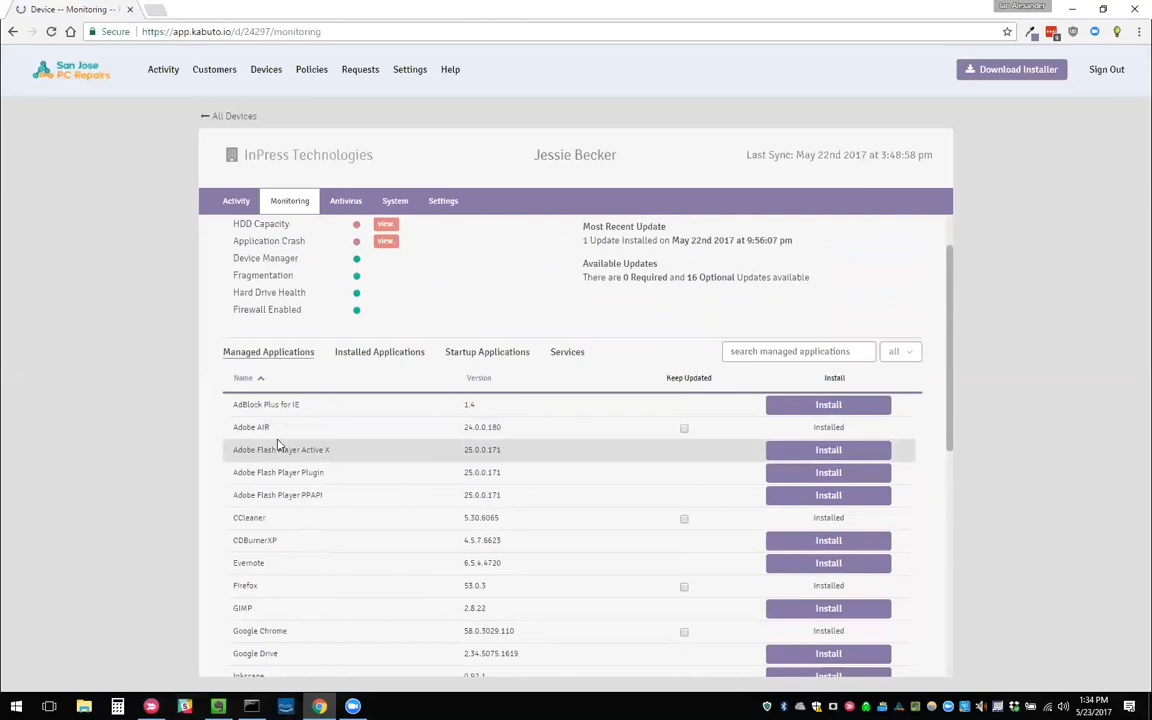 Device -- Monitoring --
Ian Alexander
Secure
https://app.kabuto.io/d/24297/monitoring
San Jose
PC Repairs
Activity
Customers
Devices
Policies
Requests
Settings
Help
Download Installer
Sign Out
All Devices
InPress Technologies
Jessie Becker
Last Sync: May 22nd 2017 at 3:48:58 pm
Activity
Monitoring
Antivirus
System
Settings
HDD Capacity
view.
Application Crash
view.
Device Manager
Fragmentation
Hard Drive Health
Firewall Enabled
Most Recent Update
1 Update Installed on May 22nd 2017 at 9:56:07 pm
Available Updates
There are 0 Required and 16 Optional Updates available
Managed Applications
Installed Applications
Startup Applications
Services
search managed applications
all
Name
Version
Keep Updated
Install
AdBlock Plus for IE 1.4 Install
Adobe AIR 24.0.0.180 Installed
Adobe Flash Player Active X 25.0.0.171 Install
Adobe Flash Player Plugin 25.0.0.171 Install
Adobe Flash Player PPAPI 25.0.0.171 Install
CCleaner 5.30.6065 Installed
CDBurnerXP 4.5.7.6623 Install
Evernote 6.5.4.4720 Install
Firefox 53.0.3 Installed
GIMP 2.8.22 Install
Google Chrome 58.0.3029.110 Installed
Google Drive 2.34.5075.1619 Install
Inkscape 0.92.1 Install
1:34 PM
5/23/2017